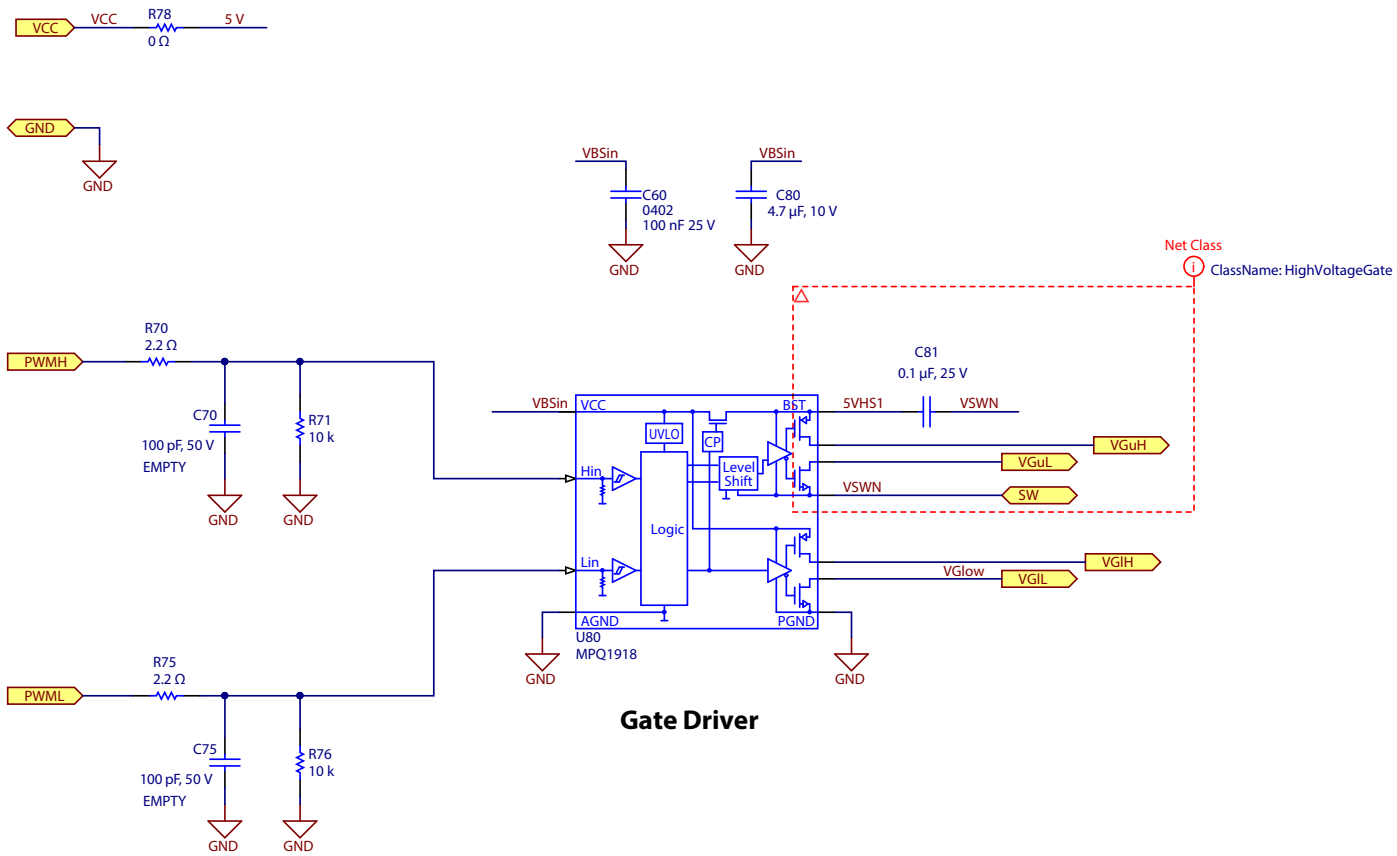 VCC
VCC
R78
0 Ω
5 V
GND
GND
VBSin
C60
0402
100 nF 25 V
GND
VBSin
C80
4.7 µF, 10 V
GND
Net Class
i
ClassName: HighVoltageGate
PWMH
R70
2.2 Ω
C70
100 pF, 50 V
EMPTY
GND
R71
10 k
GND
C81
0.1 µF, 25 V
VBSin
VCC
BST
5VHS1
VSWN
UVLO
CP
VGuH
Hin
Level
Shift
VGuL
VSWN
SW
Logic
Lin
VGlH
VGlow
VGlL
AGND
PGND
U80
MPQ1918
GND
GND
PWML
R75
2.2 Ω
C75
100 pF, 50 V
EMPTY
GND
R76
10 k
GND
Gate Driver